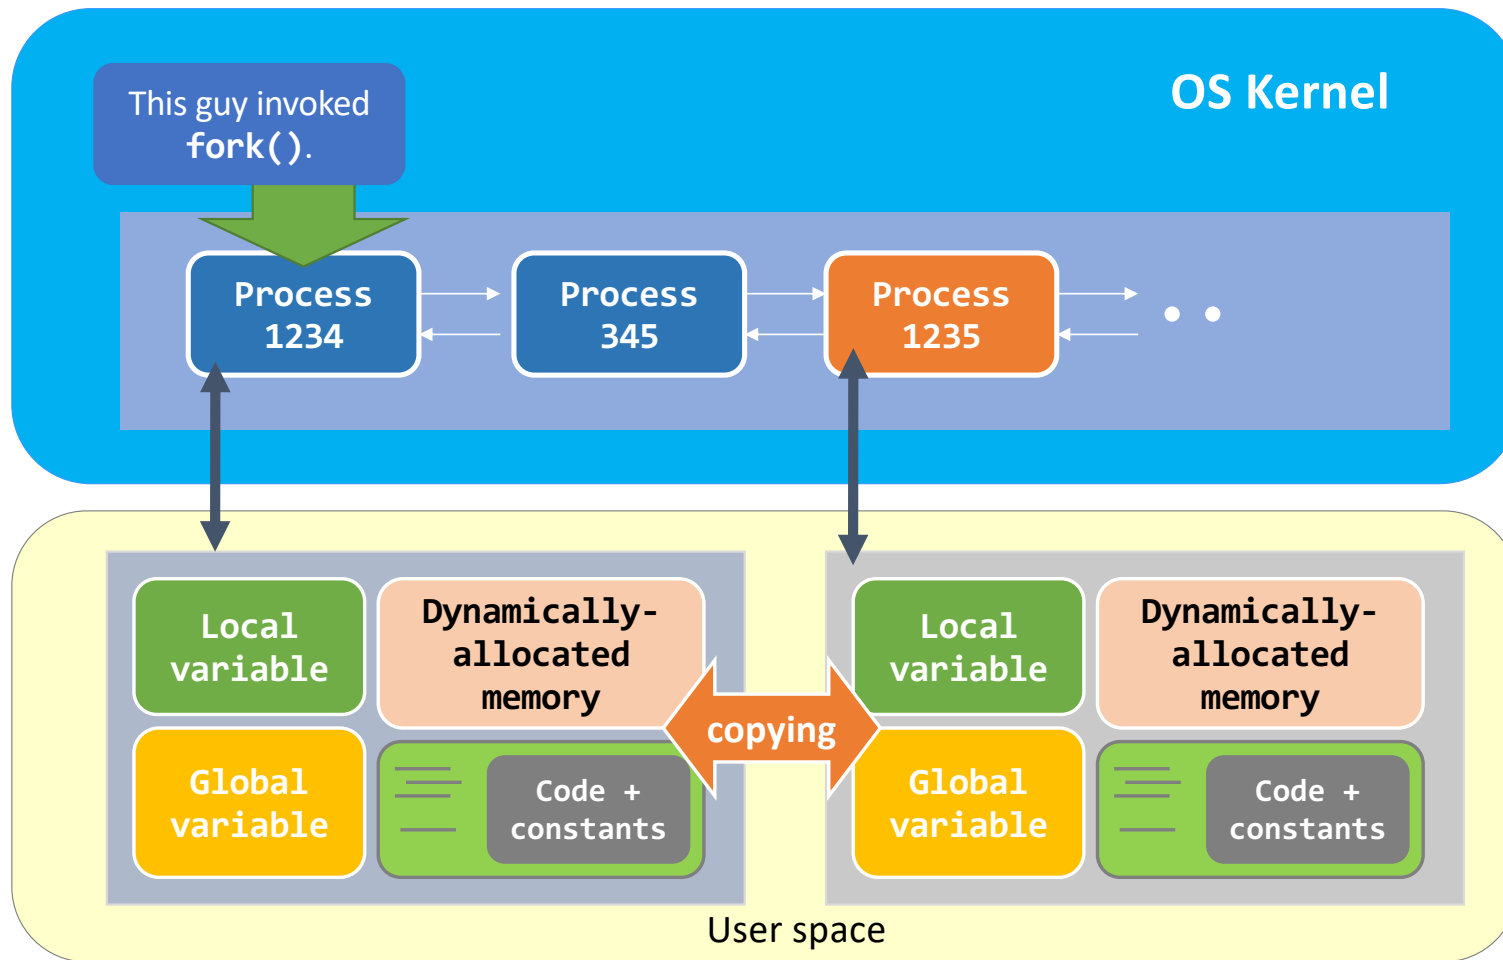 OS Kernel
This guy invoked
fork().
Process
1234
Process
345
Process
1235
Local
variable
Dynamically-
allocated
memory
Global
variable
Code +
constants
copying
Local
variable
Dynamically-
allocated
memory
Global
variable
Code +
constants
User space